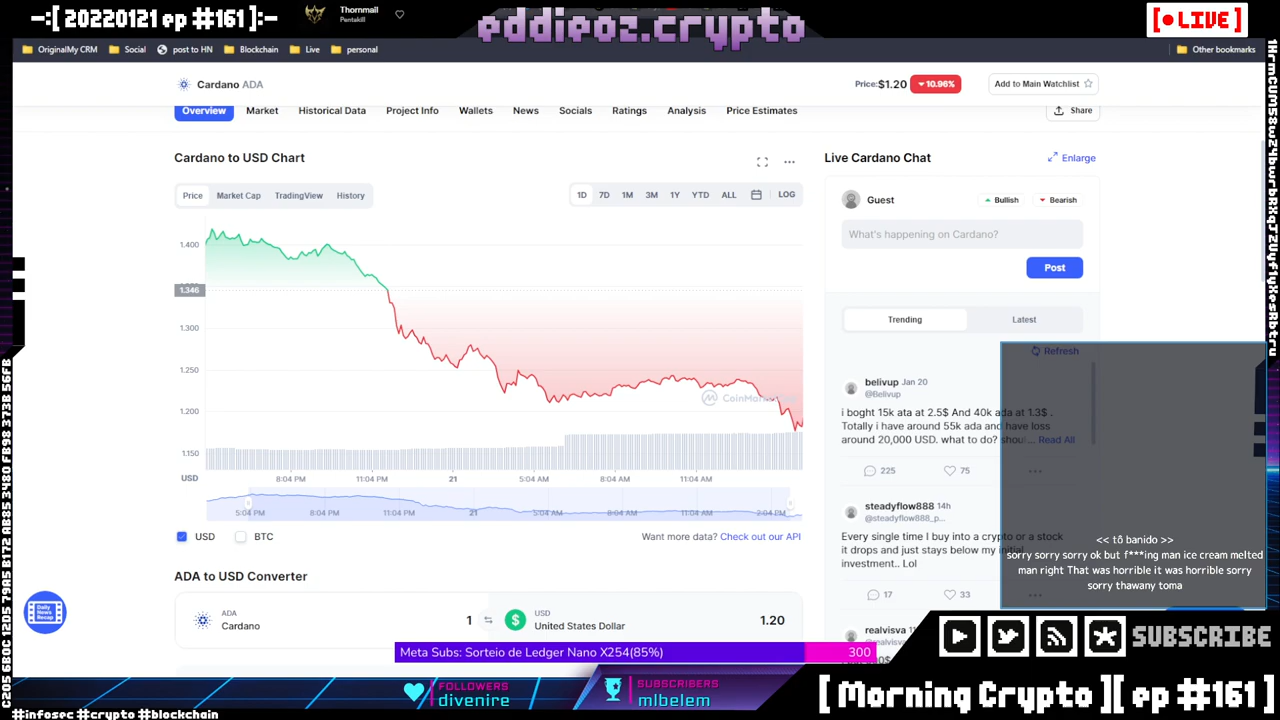 -:[ 20220121 ep #161 ]:-
Thornmail
Pentakill
eddieoz.crypto
[● LIVE ]
OriginalMy CRM
Social
post to HN
Blockchain
Live
personal
Other bookmarks
Cardano ADA
Price:$1.20
10.96%
Add to Main Watchlist
Overview
Market
Historical Data
Project Info
Wallets
News
Socials
Ratings
Analysis
Price Estimates
Share
Cardano to USD Chart
Price
Market Cap
TradingView
History
1D
7D
1M
3M
1Y
YTD
ALL
LOG
1.400
1.346
1.300
1.250
1.200
1.150
USD
8:04 PM
11:04 PM
21
5:04 AM
8:04 AM
11:04 AM
5:04 PM
8:04 PM
11:04 PM
21
5:04 AM
8:04 AM
11:04 AM
2:04 PM
USD
BTC
Want more data? Check out our API
ADA to USD Converter
ADA
Cardano
1
USD
United States Dollar
1.20
Live Cardano Chat
Enlarge
Guest
Bullish
Bearish
What's happening on Cardano?
Post
Trending
Latest
Refresh
belivup Jan 20
@Belivup
i boght 15k ata at 2.5$ And 40k ada at 1.3$ .
Totally i have around 55k ada and have loss
around 20,000 USD. what to do? shoul... Read All
225
75
steadyflow888 14h
@steadyflow888_p...
Every single time I buy into a crypto or a stock
it drops and just stays below my initial
investment.. Lol
17
33
realvisva
<< tô banido >>
sorry sorry sorry ok but f***ing man ice cream melted
man right That was horrible it was horrible sorry
sorry thawany toma
Daily
News
Recap
Meta Subs: Sorteio de Ledger Nano X254(85%)
300
SUBSCRIBE
FOLLOWERS
divenire
SUBSCRIBERS
mlbelem
[ Morning Crypto ][ ep #161 ]
#infosec #crypto #blockchain